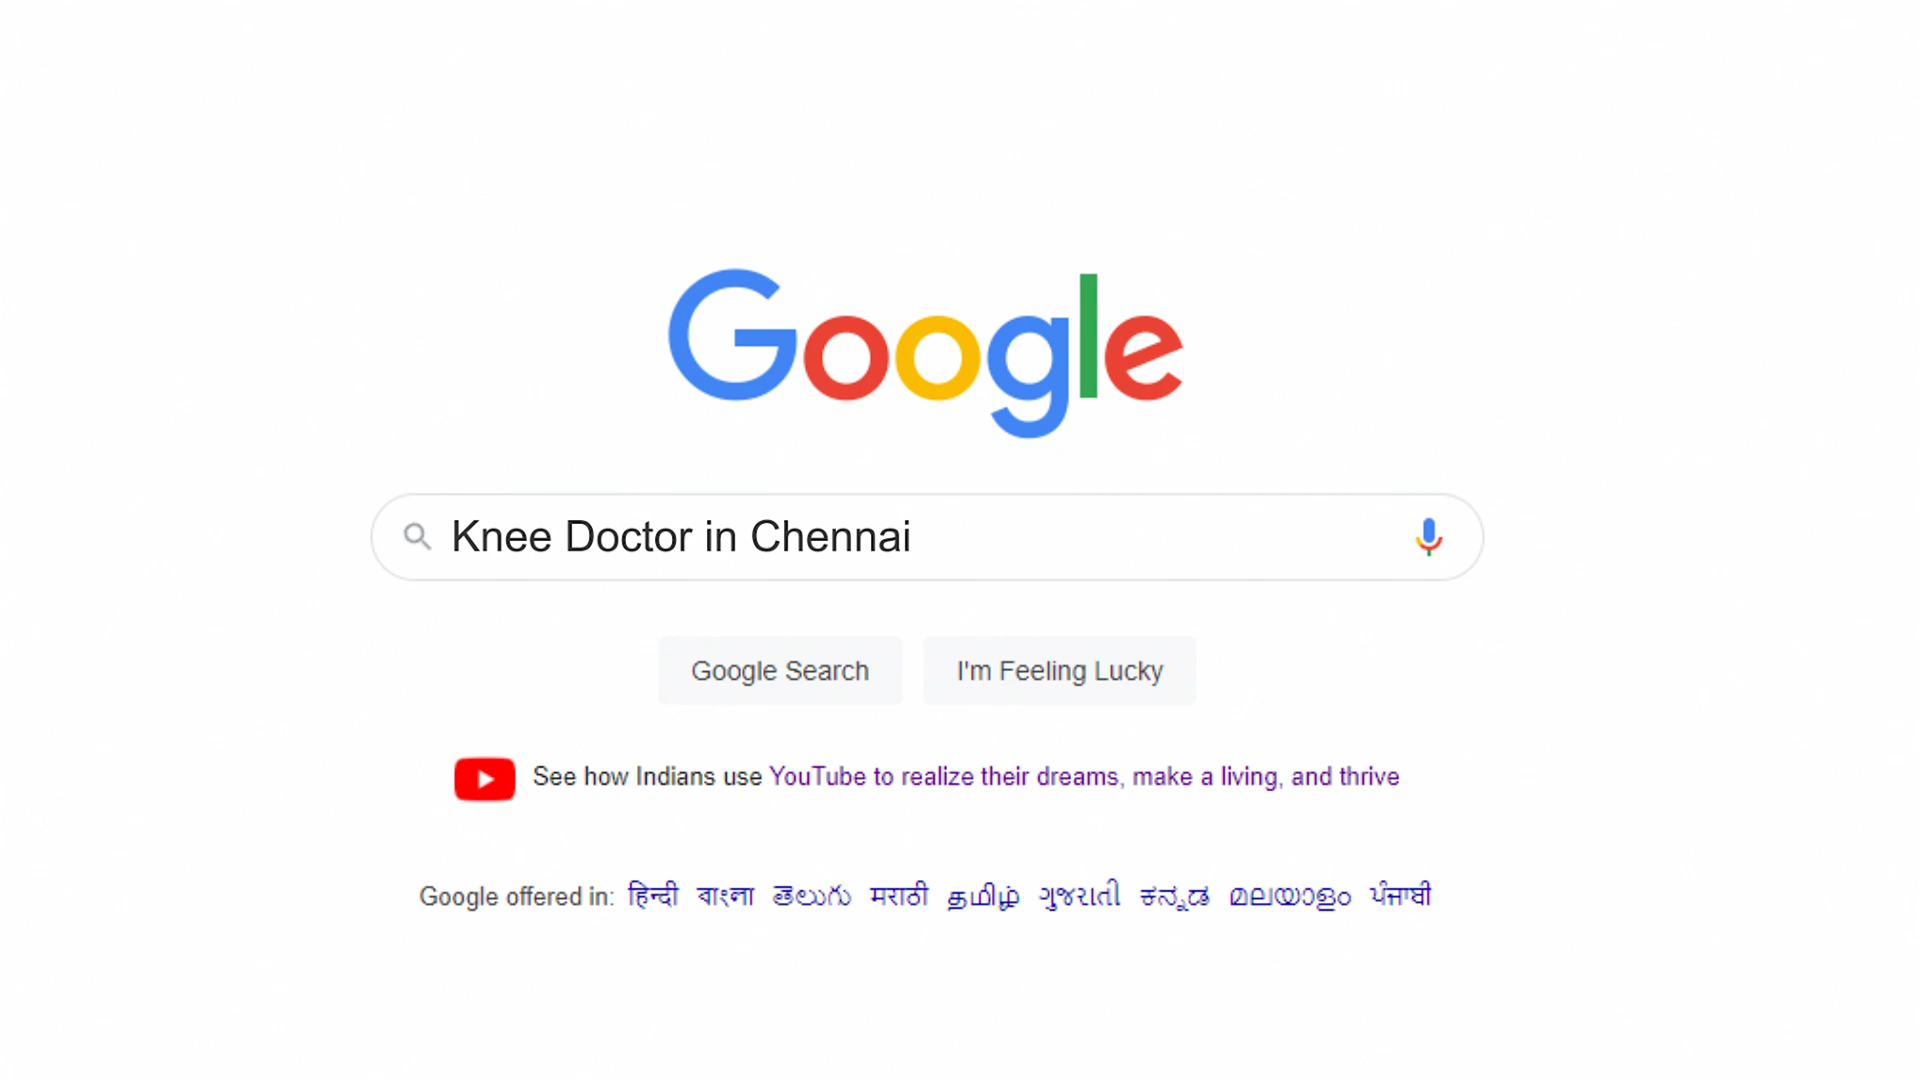 Google
Knee Doctor in Chennai
Google Search
I'm Feeling Lucky
See how Indians use YouTube to realize their dreams, make a living, and thrive
Google offered in: हिन्दी বাংলা తెలుగు मराठी தமிழ் ગુજરાતી ಕನ್ನಡ മലയാളം ਪੰਜਾਬੀ